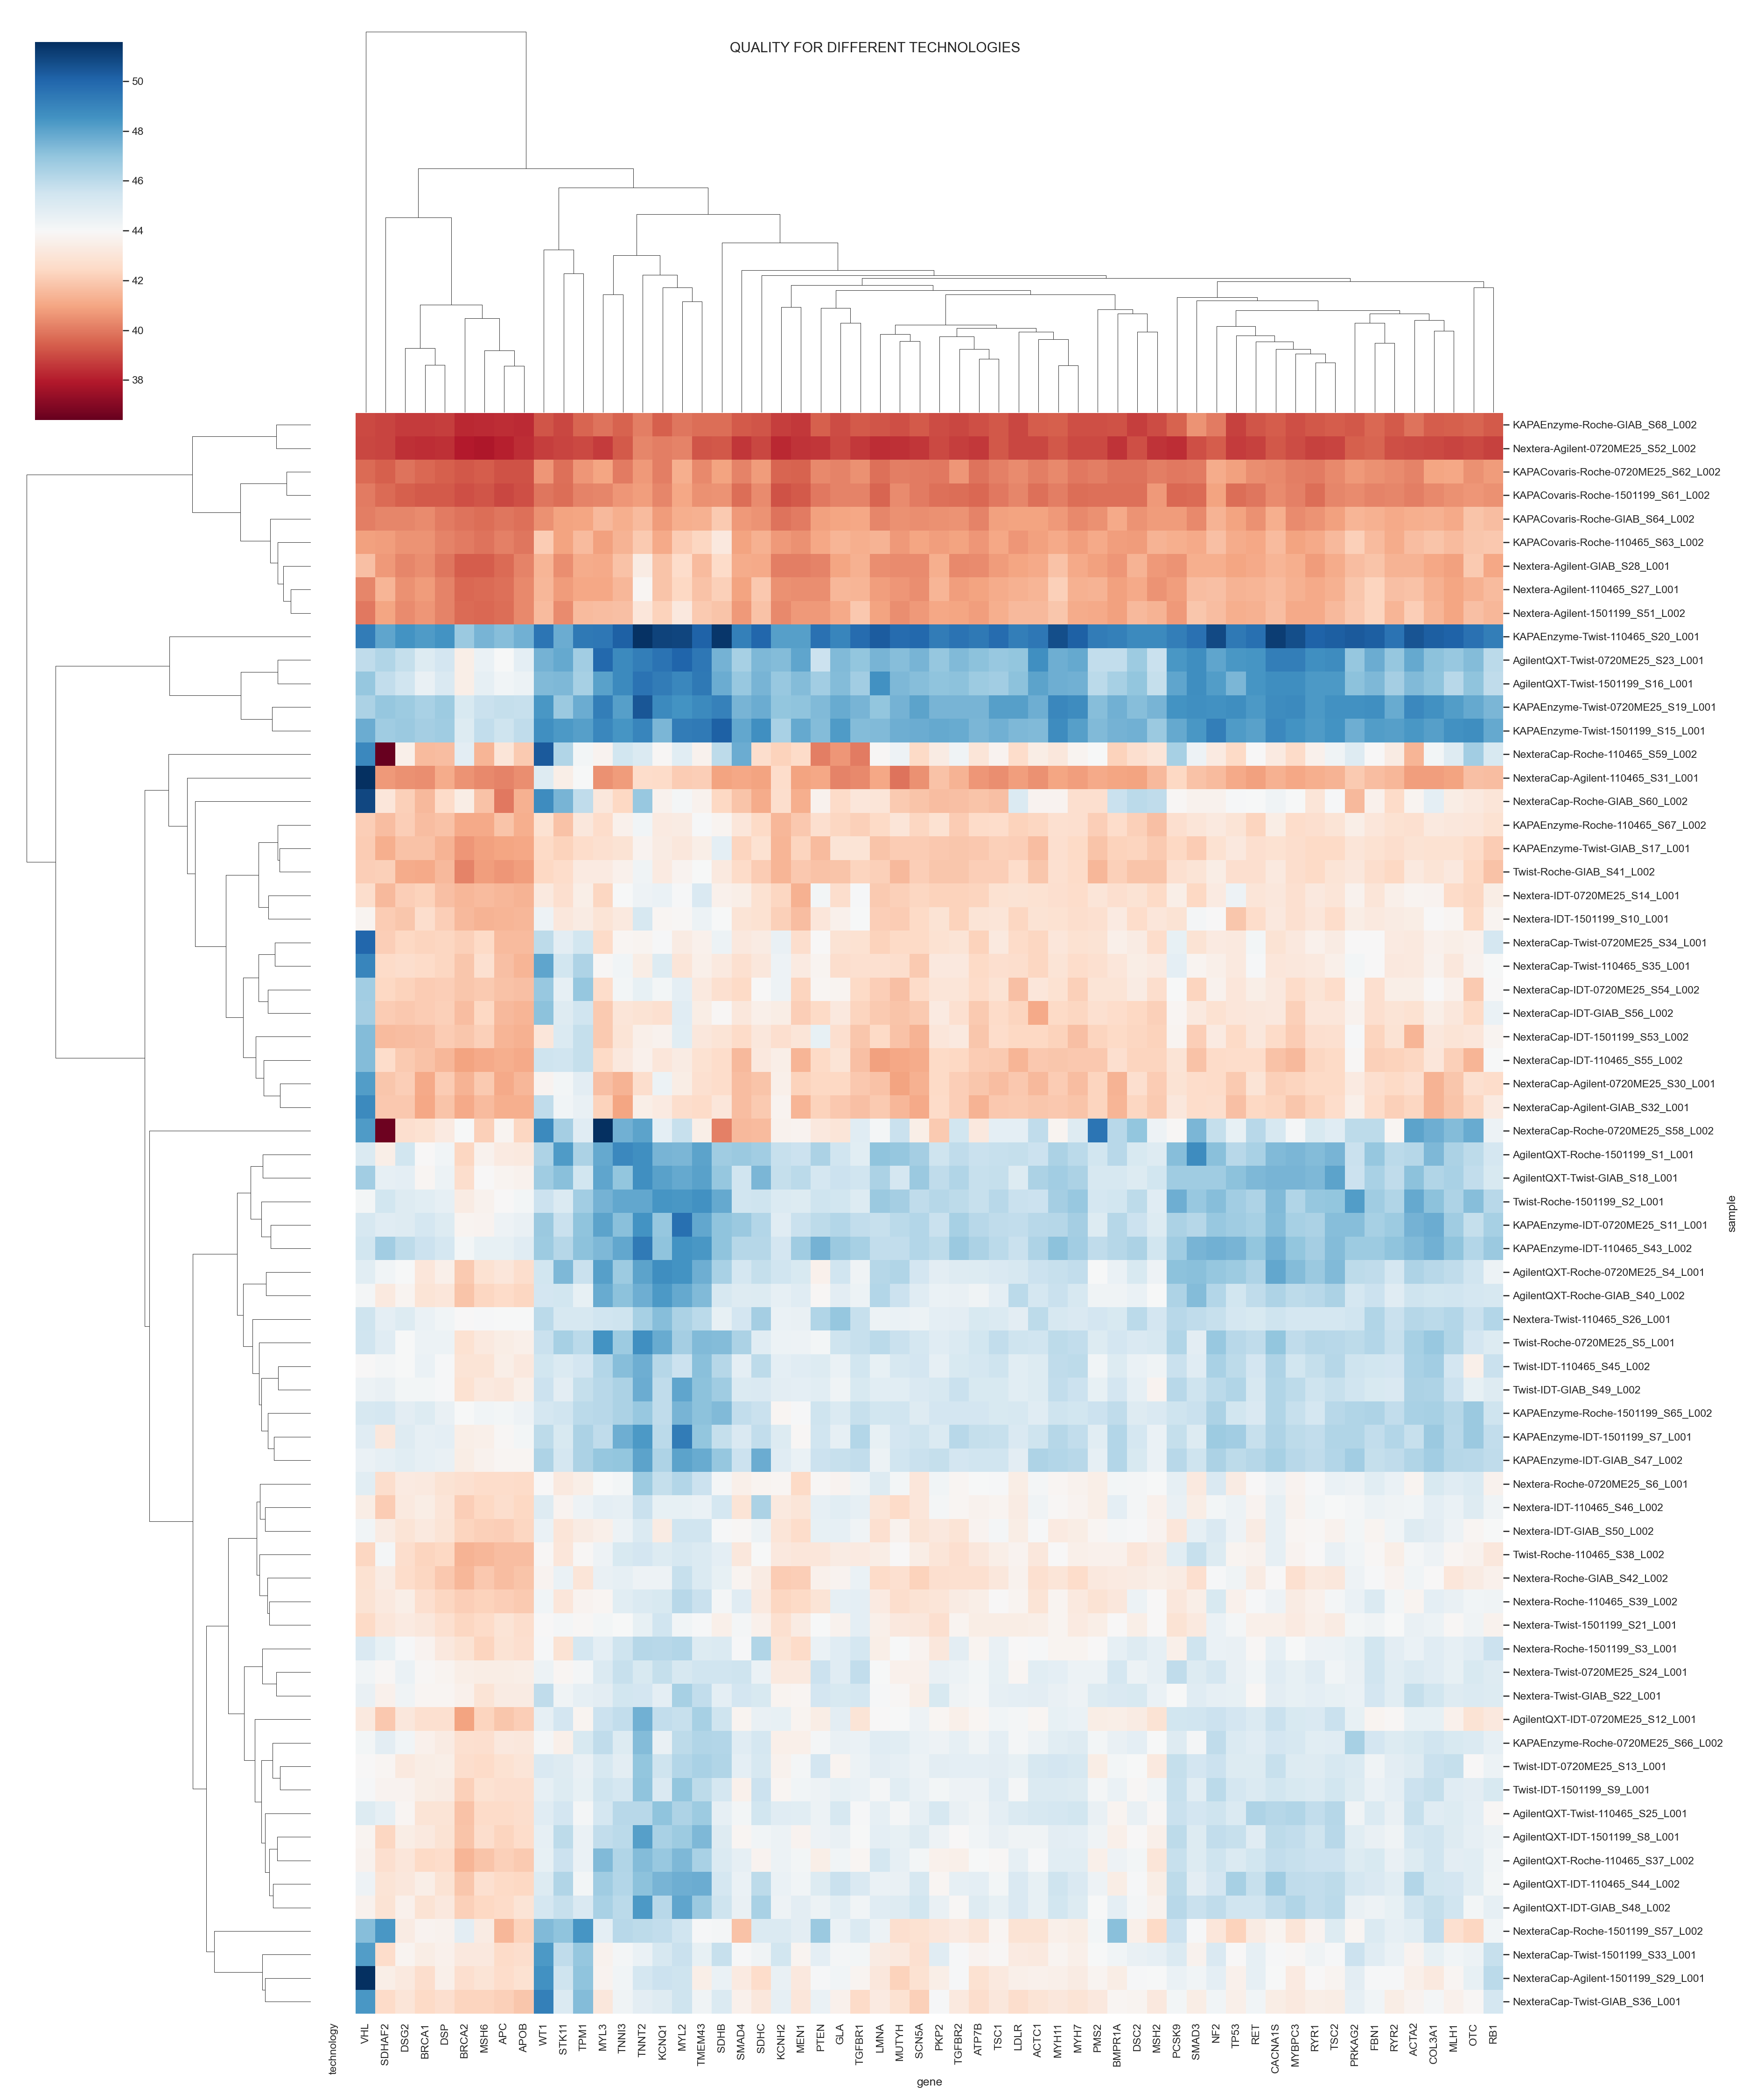 QUALITY FOR DIFFERENT TECHNOLOGIES
50
48
46
44
42
40
38
KAPAEnzyme-Roche-GIAB_S68_L002
Nextera-Agilent-0720ME25_S52_L002
KAPACovaris-Roche-0720ME25_S62_L002
KAPACovaris-Roche-1501199_S61_L002
KAPACovaris-Roche-GIAB_S64_L002
KAPACovaris-Roche-110465_S63_L002
Nextera-Agilent-GIAB_S28_L001
Nextera-Agilent-110465_S27_L001
Nextera-Agilent-1501199_S51_L002
KAPAEnzyme-Twist-110465_S20_L001
AgilentQXT-Twist-0720ME25_S23_L001
AgilentQXT-Twist-1501199_S16_L001
KAPAEnzyme-Twist-0720ME25_S19_L001
KAPAEnzyme-Twist-1501199_S15_L001
NexteraCap-Roche-110465_S59_L002
NexteraCap-Agilent-110465_S31_L001
NexteraCap-Roche-GIAB_S60_L002
KAPAEnzyme-Roche-110465_S67_L002
KAPAEnzyme-Twist-GIAB_S17_L001
Twist-Roche-GIAB_S41_L002
Nextera-IDT-0720ME25_S14_L001
Nextera-IDT-1501199_S10_L001
NexteraCap-Twist-0720ME25_S34_L001
NexteraCap-Twist-110465_S35_L001
NexteraCap-IDT-0720ME25_S54_L002
NexteraCap-IDT-GIAB_S56_L002
NexteraCap-IDT-1501199_S53_L002
NexteraCap-IDT-110465_S55_L002
NexteraCap-Agilent-0720ME25_S30_L001
NexteraCap-Agilent-GIAB_S32_L001
NexteraCap-Roche-0720ME25_S58_L002
AgilentQXT-Roche-1501199_S1_L001
AgilentQXT-Twist-GIAB_S18_L001
Twist-Roche-1501199_S2_L001
KAPAEnzyme-IDT-0720ME25_S11_L001
KAPAEnzyme-IDT-110465_S43_L002
AgilentQXT-Roche-0720ME25_S4_L001
AgilentQXT-Roche-GIAB_S40_L002
Nextera-Twist-110465_S26_L001
Twist-Roche-0720ME25_S5_L001
Twist-IDT-110465_S45_L002
Twist-IDT-GIAB_S49_L002
KAPAEnzyme-Roche-1501199_S65_L002
KAPAEnzyme-IDT-1501199_S7_L001
KAPAEnzyme-IDT-GIAB_S47_L002
Nextera-Roche-0720ME25_S6_L001
Nextera-IDT-110465_S46_L002
Nextera-IDT-GIAB_S50_L002
Twist-Roche-110465_S38_L002
Nextera-Roche-GIAB_S42_L002
Nextera-Roche-110465_S39_L002
Nextera-Twist-1501199_S21_L001
Nextera-Roche-1501199_S3_L001
Nextera-Twist-0720ME25_S24_L001
Nextera-Twist-GIAB_S22_L001
AgilentQXT-IDT-0720ME25_S12_L001
KAPAEnzyme-Roche-0720ME25_S66_L002
Twist-IDT-0720ME25_S13_L001
Twist-IDT-1501199_S9_L001
AgilentQXT-Twist-110465_S25_L001
AgilentQXT-IDT-1501199_S8_L001
AgilentQXT-Roche-110465_S37_L002
AgilentQXT-IDT-110465_S44_L002
AgilentQXT-IDT-GIAB_S48_L002
NexteraCap-Roche-1501199_S57_L002
NexteraCap-Twist-1501199_S33_L001
NexteraCap-Agilent-1501199_S29_L001
NexteraCap-Twist-GIAB_S36_L001
sample
technology
VHL
SDHAF2
DSG2
BRCA1
DSP
BRCA2
MSH6
APC
APOB
WT1
STK11
TPM1
MYL3
TNNI3
TNNT2
KCNQ1
MYL2
TMEM43
SDHB
SMAD4
SDHC
KCNH2
MEN1
PTEN
GLA
TGFBR1
LMNA
MUTYH
SCN5A
PKP2
TGFBR2
ATP7B
TSC1
LDLR
ACTC1
MYH11
MYH7
PMS2
BMPR1A
DSC2
MSH2
PCSK9
SMAD3
NF2
TP53
RET
CACNA1S
MYBPC3
RYR1
TSC2
PRKAG2
FBN1
RYR2
ACTA2
COL3A1
MLH1
OTC
RB1
gene